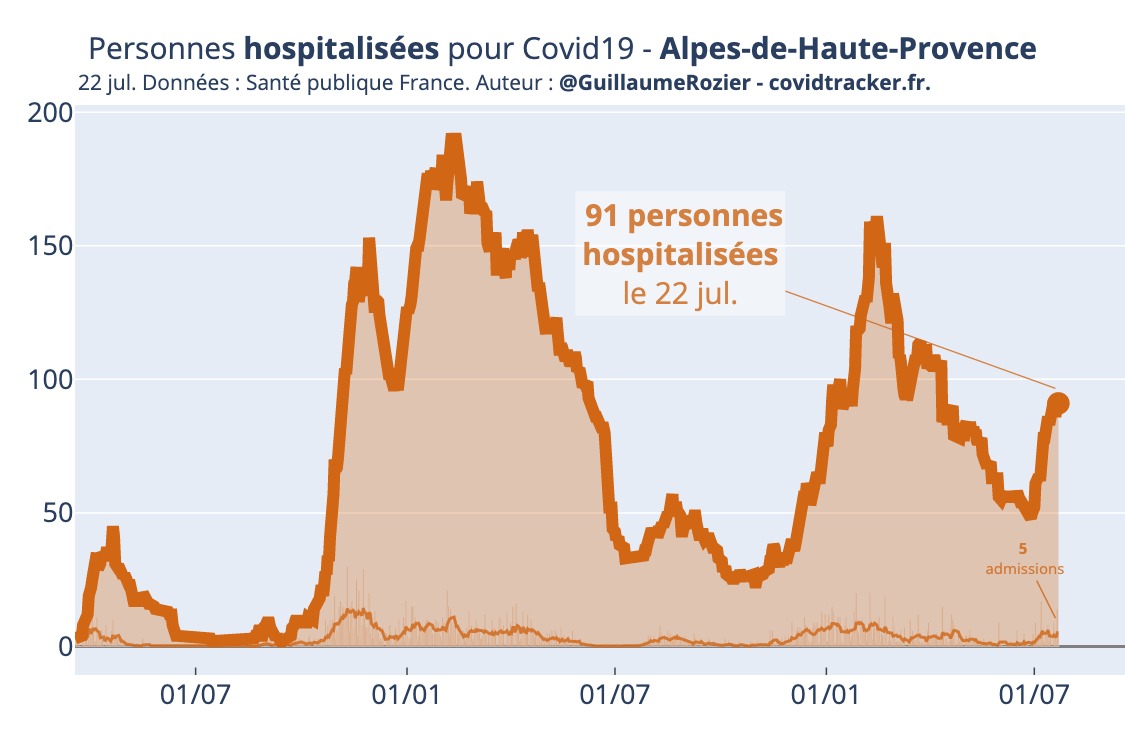 Personnes hospitalisées pour Covid19 - Alpes-de-Haute-Provence
22 jul. Données : Santé publique France. Auteur : @GuillaumeRozier - covidtracker.fr.
200
150
100
50
0
91 personnes
hospitalisées
le 22 jul.
5
admissions
01/07
01/01
01/07
01/01
01/07